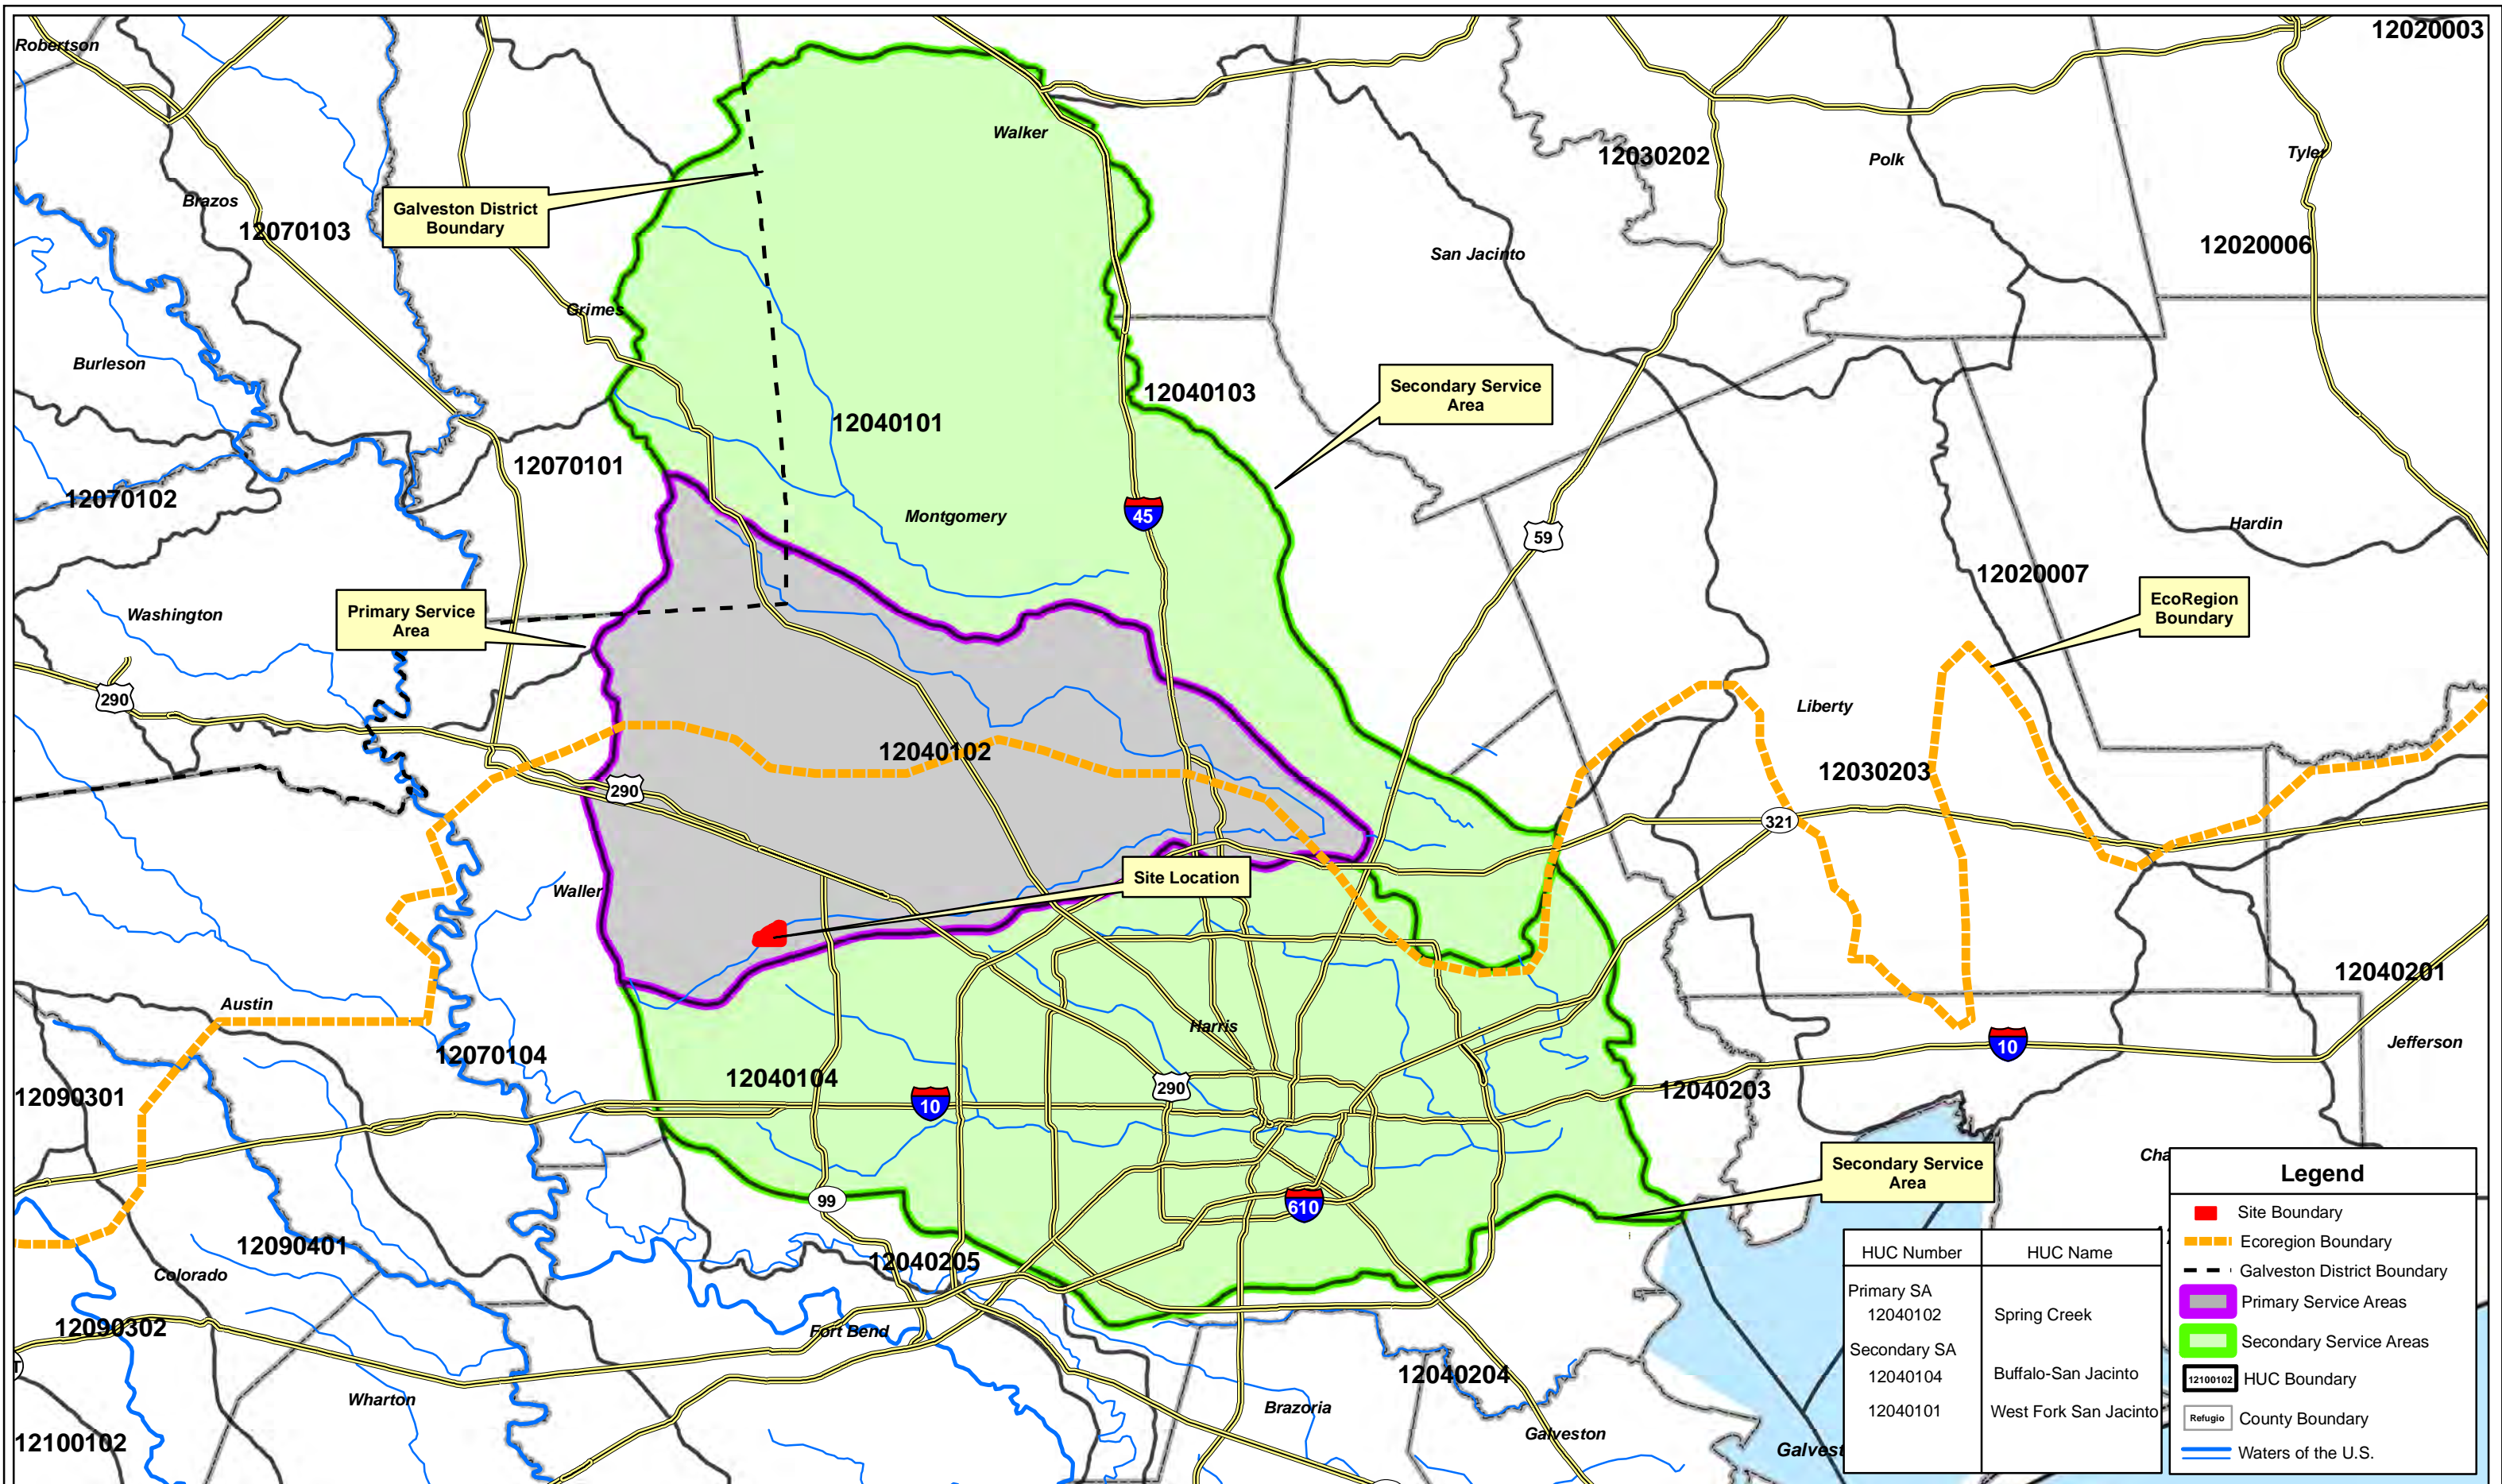 Robertson
12020003
Walker
12030202
Polk
Tyler
Brazos
12070103
Galveston District
Boundary
San Jacinto
12020006
Grimes
Burleson
12040103
Secondary Service
Area
12040101
12070101
12070102
Montgomery
45
59
Hardin
12020007
Washington
Primary Service
Area
EcoRegion
Boundary
290
Liberty
12040102
12030203
290
321
Waller
Site Location
12040201
Austin
Harris
10
Jefferson
12070104
12040104
290
10
12040203
12090301
Cha
Secondary Service
Area
99
610
12090401
12040205
Colorado
12090302
Fort Bend
12040204
Wharton
Brazoria
Galveston
12100102
Galvest
HUC Number HUC Name
Primary SA
12040102 Spring Creek
Secondary SA
12040104 Buffalo-San Jacinto
12040101 West Fork San Jacinto
Legend
Site Boundary
Ecoregion Boundary
Galveston District Boundary
Primary Service Areas
Secondary Service Areas
12100102 HUC Boundary
Refugio County Boundary
Waters of the U.S.